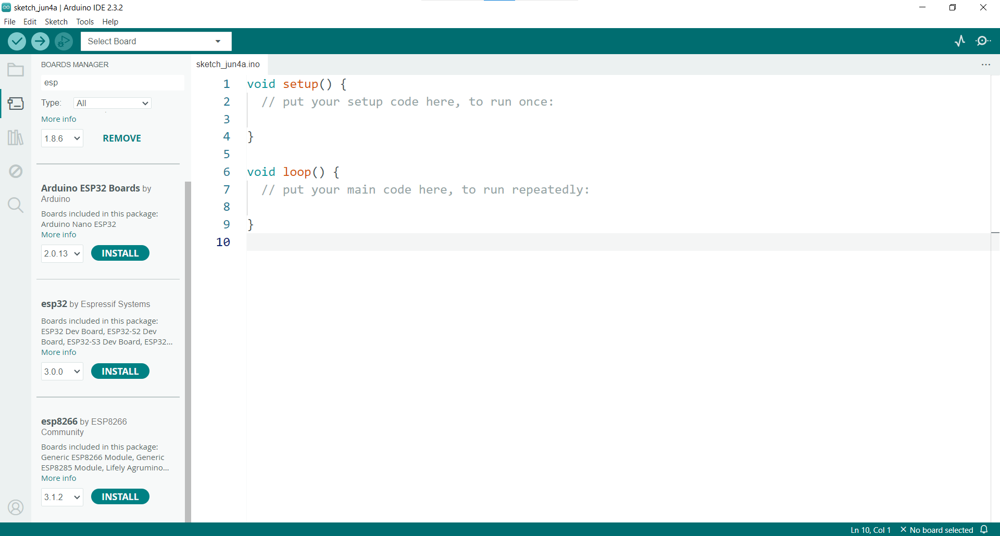 sketch_jun4a | Arduino IDE 2.3.2
File Edit Sketch Tools Help
Select Board
BOARDS MANAGER
esp
Type: All
More info
1.8.6 REMOVE
Arduino ESP32 Boards by
Arduino
Boards included in this package:
Arduino Nano ESP32
More info
2.0.13 INSTALL
esp32 by Espressif Systems
Boards included in this package:
ESP32 Dev Board, ESP32-S2 Dev
Board, ESP32-S3 Dev Board, ESP32...
More info
3.0.0 INSTALL
esp8266 by ESP8266
Community
Boards included in this package:
Generic ESP8266 Module, Generic
ESP8285 Module, Lifely Agrumino...
More info
3.1.2 INSTALL
sketch_jun4a.ino
1 void setup() {
2 // put your setup code here, to run once:
3
4 }
5
6 void loop() {
7 // put your main code here, to run repeatedly:
8
9 }
10
Ln 10, Col 1 × No board selected